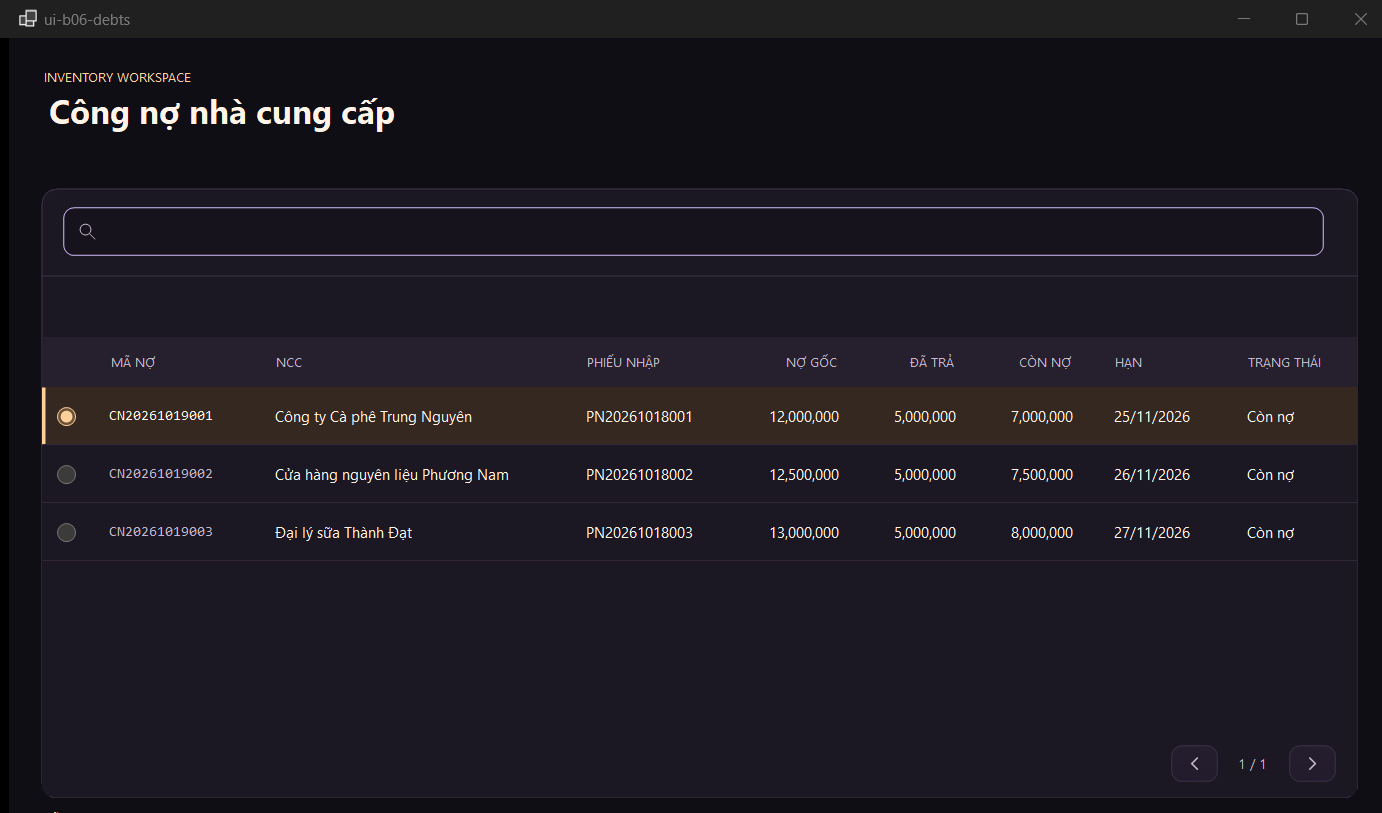 ui-b06-debts
INVENTORY WORKSPACE
Công nợ nhà cung cấp
MÃ NỢ NCC PHIẾU NHẬP NỢ GỐC ĐÃ TRẢ CÒN NỢ HẠN TRẠNG THÁI
CN20261019001 Công ty Cà phê Trung Nguyên PN20261018001 12,000,000 5,000,000 7,000,000 25/11/2026 Còn nợ
CN20261019002 Cửa hàng nguyên liệu Phương Nam PN20261018002 12,500,000 5,000,000 7,500,000 26/11/2026 Còn nợ
CN20261019003 Đại lý sữa Thành Đạt PN20261018003 13,000,000 5,000,000 8,000,000 27/11/2026 Còn nợ
1 / 1